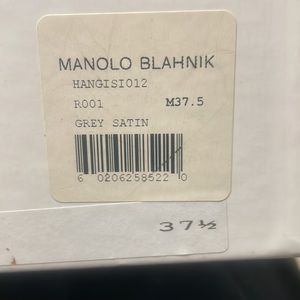 MANOLO BLAHNIK
HANGISI012
R001 M37.5
GREY SATIN
6 0206258522 0
37½